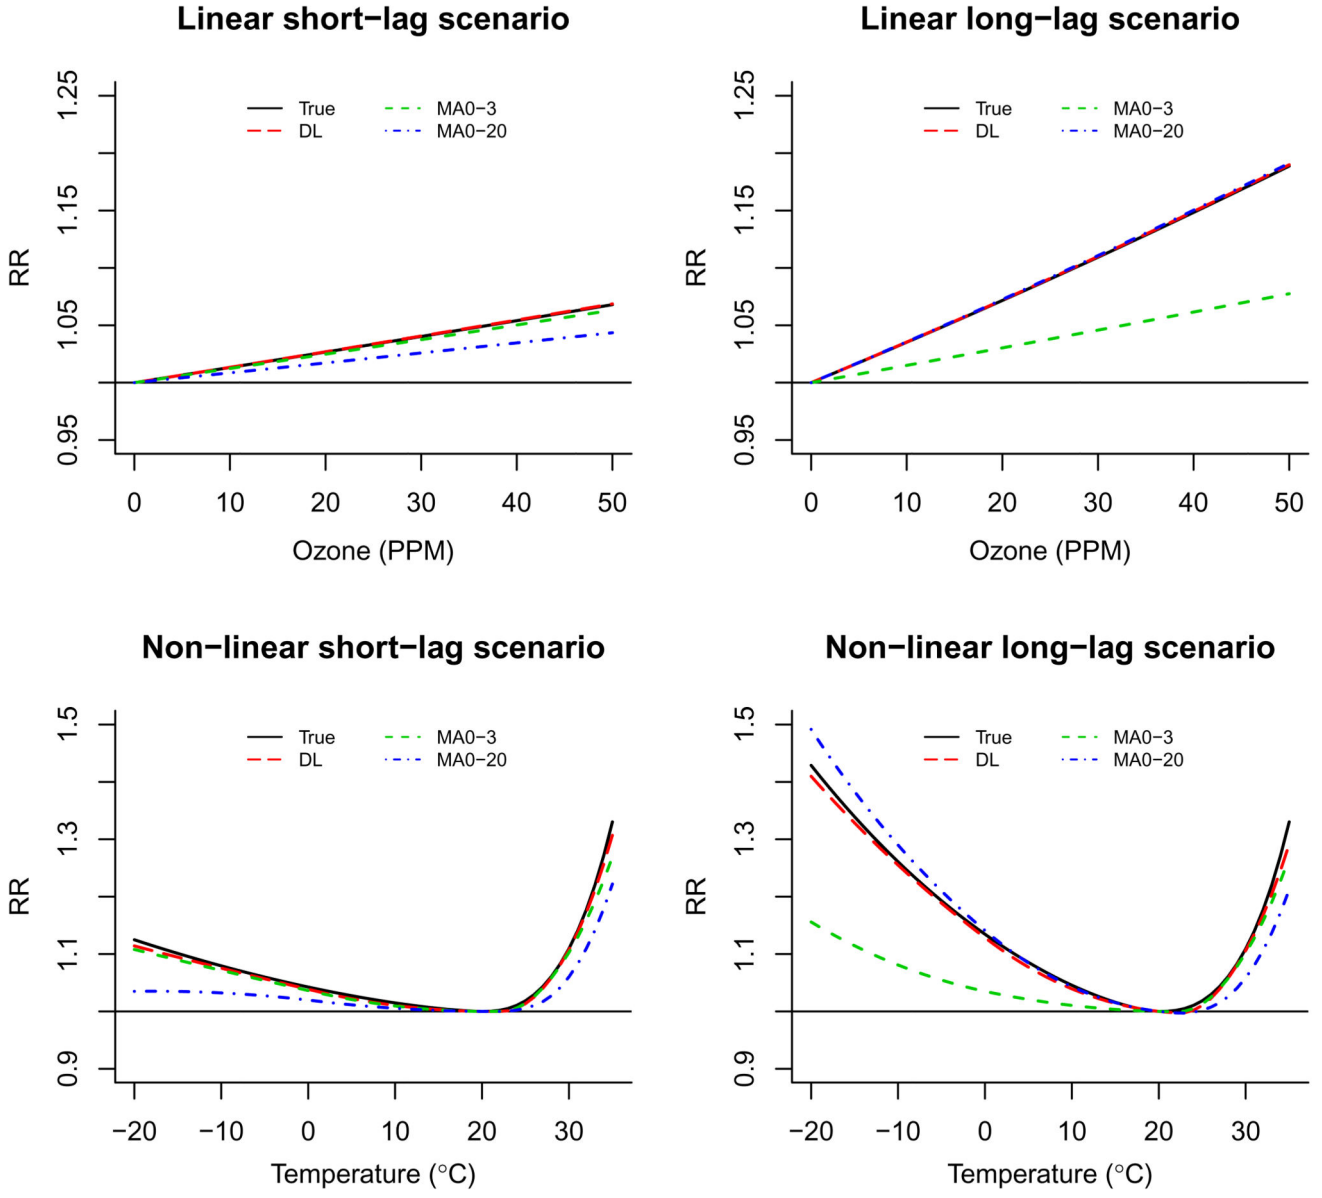 Linear short−lag scenario
RR
0.95 1.05 1.15 1.25
True MA0−3
DL MA0−20
0 10 20 30 40 50
Ozone (PPM)
Linear long−lag scenario
RR
0.95 1.05 1.15 1.25
True MA0−3
DL MA0−20
0 10 20 30 40 50
Ozone (PPM)
Non−linear short−lag scenario
RR
0.9 1.1 1.3 1.5
True MA0−3
DL MA0−20
−20 −10 0 10 20 30
Temperature (°C)
Non−linear long−lag scenario
RR
0.9 1.1 1.3 1.5
True MA0−3
DL MA0−20
−20 −10 0 10 20 30
Temperature (°C)